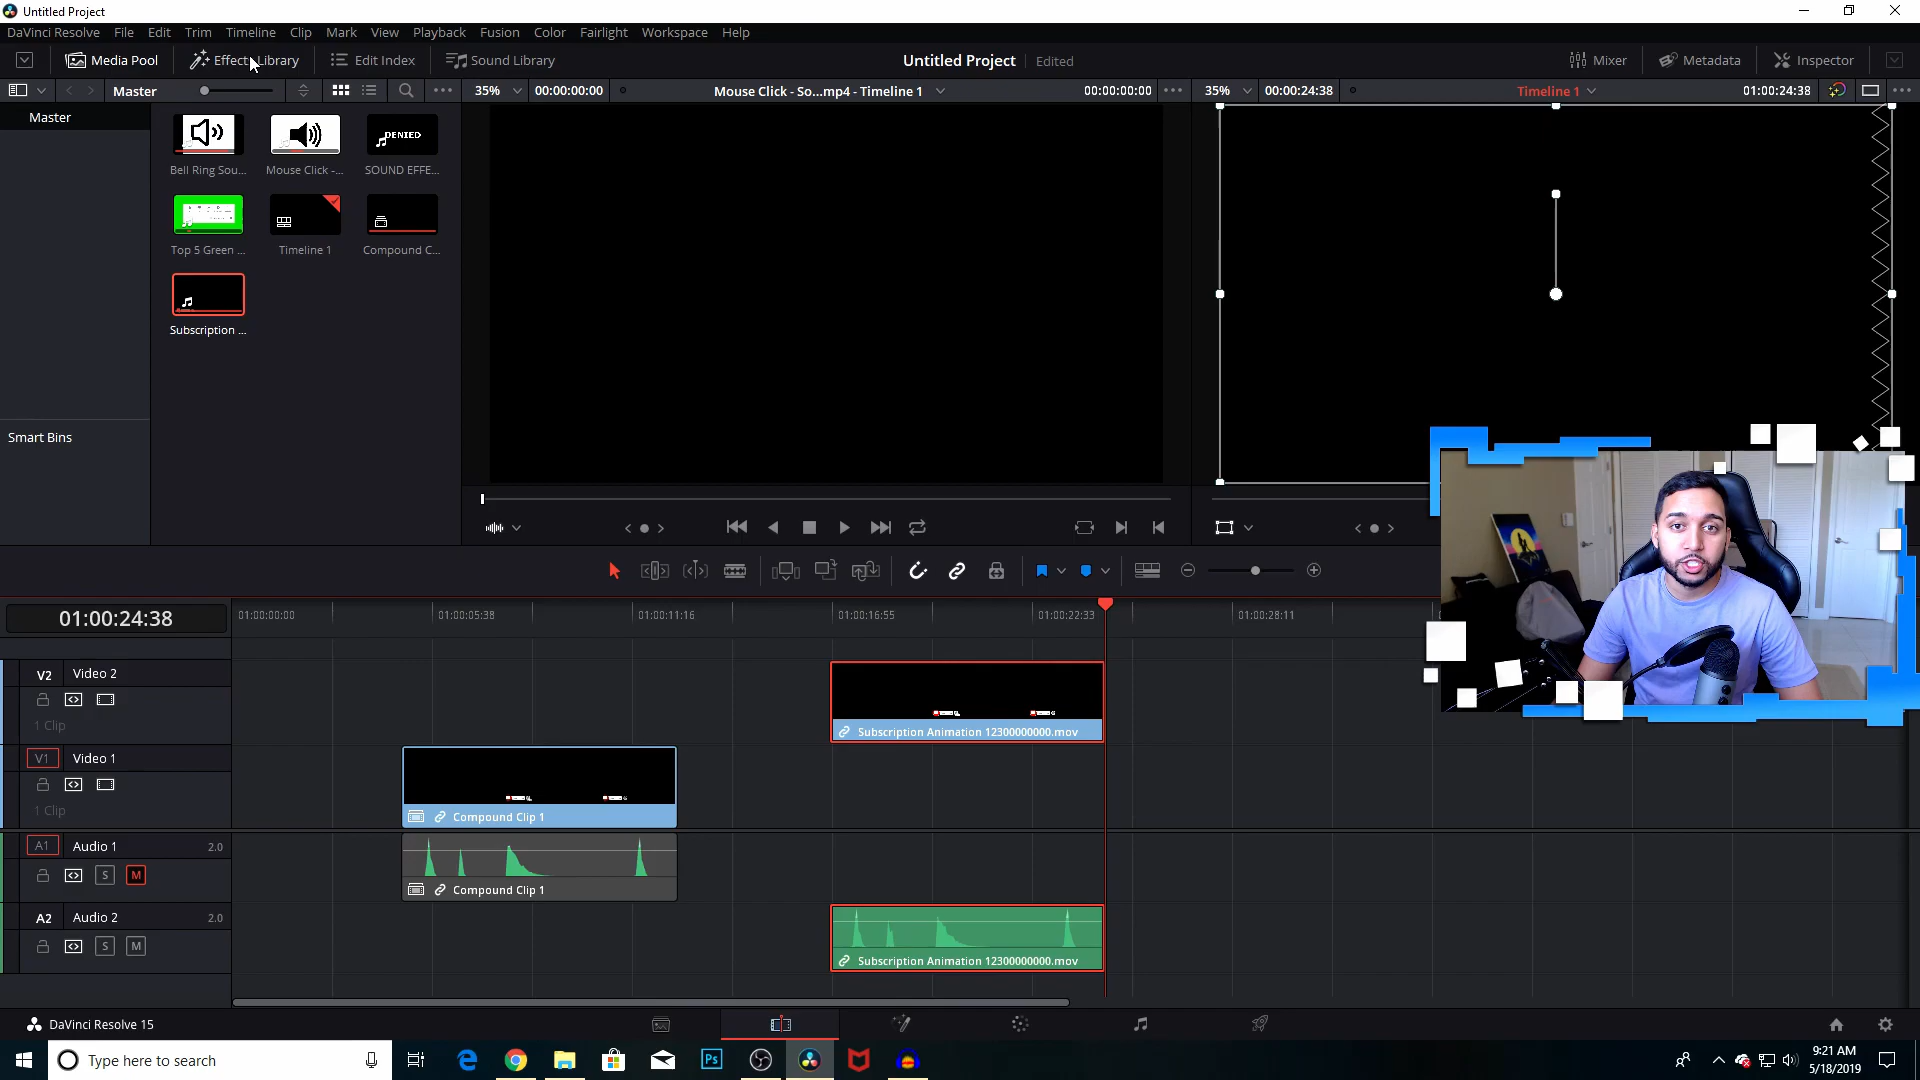 Untitled Project
DaVinci Resolve File Edit Trim Timeline Clip Mark View Playback Fusion Color Fairlight Workspace Help
Media Pool Effects Library Edit Index Sound Library Untitled Project Edited Mixer Metadata Inspector
Master 35% 00:00:00:00 Mouse Click - So...mp4 - Timeline 1 00:00:00:00 35% 00:00:24:38 Timeline 1 01:00:24:38
Master
DENIED
Bell Ring Sou... Mouse Click -... SOUND EFFE...
Top 5 Green ... Timeline 1 Compound C...
Subscription ...
Smart Bins
01:00:24:38 01:00:00:00 01:00:05:38 01:00:11:16 01:00:16:55 01:00:22:33 01:00:28:11
V2 Video 2
1 Clip
Subscription Animation 12300000000.mov
V1 Video 1
1 Clip
Compound Clip 1
A1 Audio 1 2.0
S M
Compound Clip 1
A2 Audio 2 2.0
S M
Subscription Animation 12300000000.mov
DaVinci Resolve 15
Type here to search
Ps
9:21 AM
5/18/2019